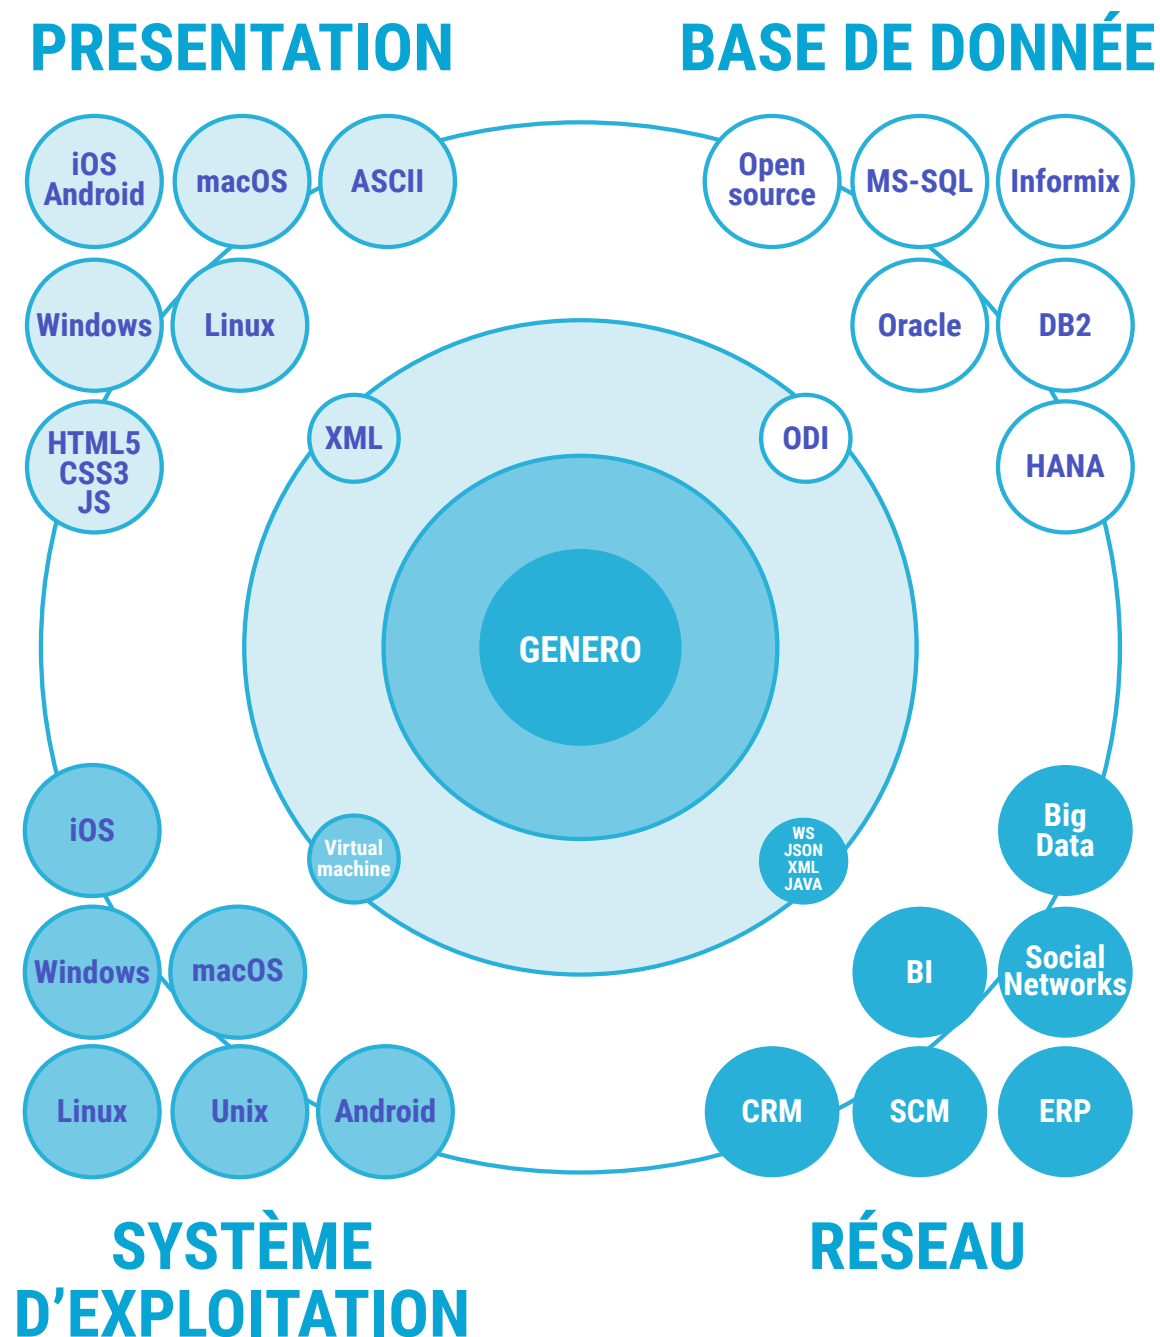 PRESENTATION
BASE DE DONNÉE
iOS
Android
macOS
ASCII
Open
source
MS-SQL
Informix
Windows
Linux
Oracle
DB2
HTML5
CSS3
JS
XML
ODI
HANA
GENERO
iOS
Virtual
machine
WS
JSON
XML
JAVA
Big
Data
Windows
macOS
BI
Social
Networks
Linux
Unix
Android
CRM
SCM
ERP
SYSTÈME
D’EXPLOITATION
RÉSEAU